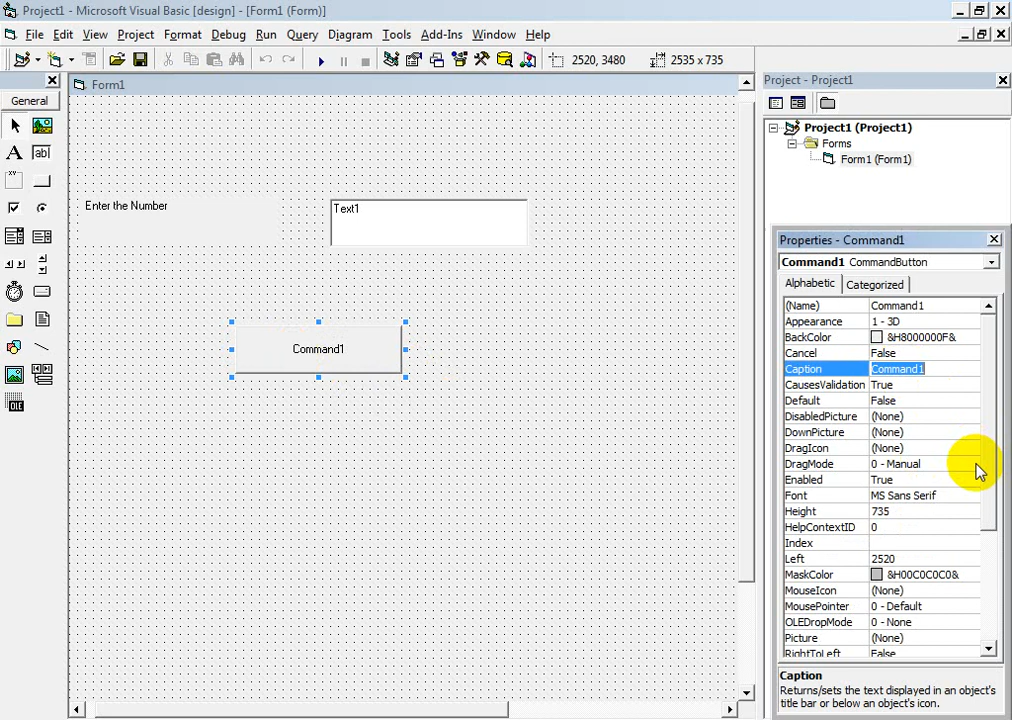 Project1 - Microsoft Visual Basic [design] - [Form1 (Form)]
File Edit View Project Format Debug Run Query Diagram Tools Add-Ins Window Help
2520, 3480 2535 x 735
General
Form1
Project - Project1
Project1 (Project1)
Forms
Form1 (Form1)
A ab|
XY
Enter the Number
Text1
Command1
OLE
Properties - Command1
Command1 CommandButton
Alphabetic Categorized
(Name) Command1
Appearance 1 - 3D
BackColor &H8000000F&
Cancel False
Caption Command1
CausesValidation True
Default False
DisabledPicture (None)
DownPicture (None)
DragIcon (None)
DragMode 0 - Manual
Enabled True
Font MS Sans Serif
Height 735
HelpContextID 0
Index
Left 2520
MaskColor &H00C0C0C0&
MouseIcon (None)
MousePointer 0 - Default
OLEDropMode 0 - None
Picture (None)
RightToLeft False
Caption
Returns/sets the text displayed in an object's
title bar or below an object's icon.